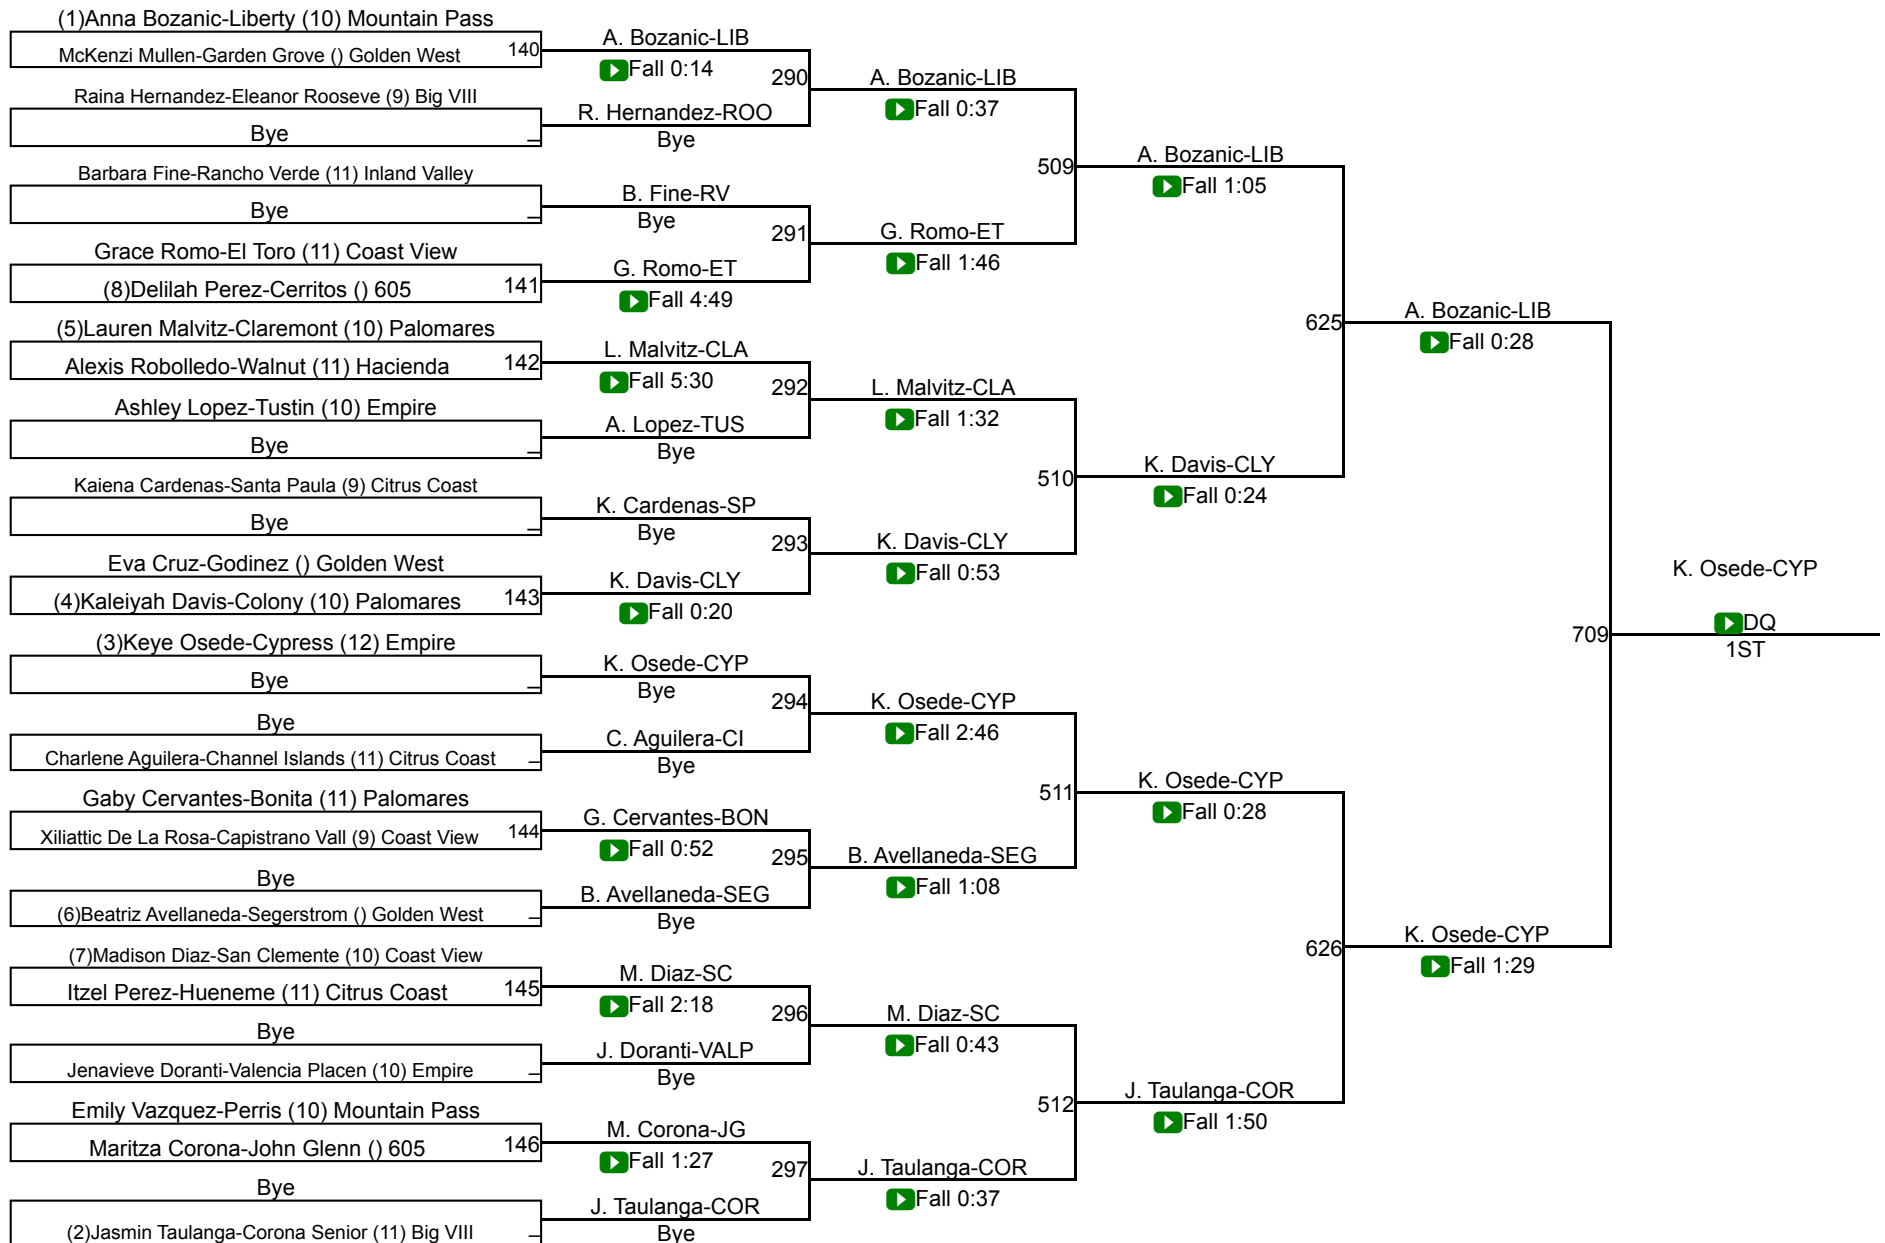 (1)Anna Bozanic-Liberty (10) Mountain Pass
McKenzi Mullen-Garden Grove () Golden West 140
Raina Hernandez-Eleanor Rooseve (9) Big VIII
Bye
Barbara Fine-Rancho Verde (11) Inland Valley
Bye
Grace Romo-El Toro (11) Coast View
(8)Delilah Perez-Cerritos () 605 141
(5)Lauren Malvitz-Claremont (10) Palomares
Alexis Robolledo-Walnut (11) Hacienda 142
Ashley Lopez-Tustin (10) Empire
Bye
Kaiena Cardenas-Santa Paula (9) Citrus Coast
Bye
Eva Cruz-Godinez () Golden West
(4)Kaleiyah Davis-Colony (10) Palomares 143
(3)Keye Osede-Cypress (12) Empire
Bye
Bye
Charlene Aguilera-Channel Islands (11) Citrus Coast
Gaby Cervantes-Bonita (11) Palomares
Xiliattic De La Rosa-Capistrano Vall (9) Coast View 144
Bye
(6)Beatriz Avellaneda-Segerstrom () Golden West
(7)Madison Diaz-San Clemente (10) Coast View
Itzel Perez-Hueneme (11) Citrus Coast 145
Bye
Jenavieve Doranti-Valencia Placen (10) Empire
Emily Vazquez-Perris (10) Mountain Pass
Maritza Corona-John Glenn () 605 146
Bye
(2)Jasmin Taulanga-Corona Senior (11) Big VIII
A. Bozanic-LIB
Fall 0:14
290
R. Hernandez-ROO
Bye
B. Fine-RV
Bye
291
G. Romo-ET
Fall 4:49
L. Malvitz-CLA
Fall 5:30
292
A. Lopez-TUS
Bye
K. Cardenas-SP
Bye
293
K. Davis-CLY
Fall 0:20
K. Osede-CYP
Bye
294
C. Aguilera-CI
Bye
G. Cervantes-BON
Fall 0:52
295
B. Avellaneda-SEG
Bye
M. Diaz-SC
Fall 2:18
296
J. Doranti-VALP
Bye
M. Corona-JG
Fall 1:27
297
J. Taulanga-COR
Bye
A. Bozanic-LIB
Fall 0:37
509
G. Romo-ET
Fall 1:46
L. Malvitz-CLA
Fall 1:32
510
K. Davis-CLY
Fall 0:53
K. Osede-CYP
Fall 2:46
511
B. Avellaneda-SEG
Fall 1:08
M. Diaz-SC
Fall 0:43
512
J. Taulanga-COR
Fall 0:37
A. Bozanic-LIB
Fall 1:05
625
K. Davis-CLY
Fall 0:24
K. Osede-CYP
Fall 0:28
626
J. Taulanga-COR
Fall 1:50
A. Bozanic-LIB
Fall 0:28
709
K. Osede-CYP
Fall 1:29
K. Osede-CYP
DQ
1ST